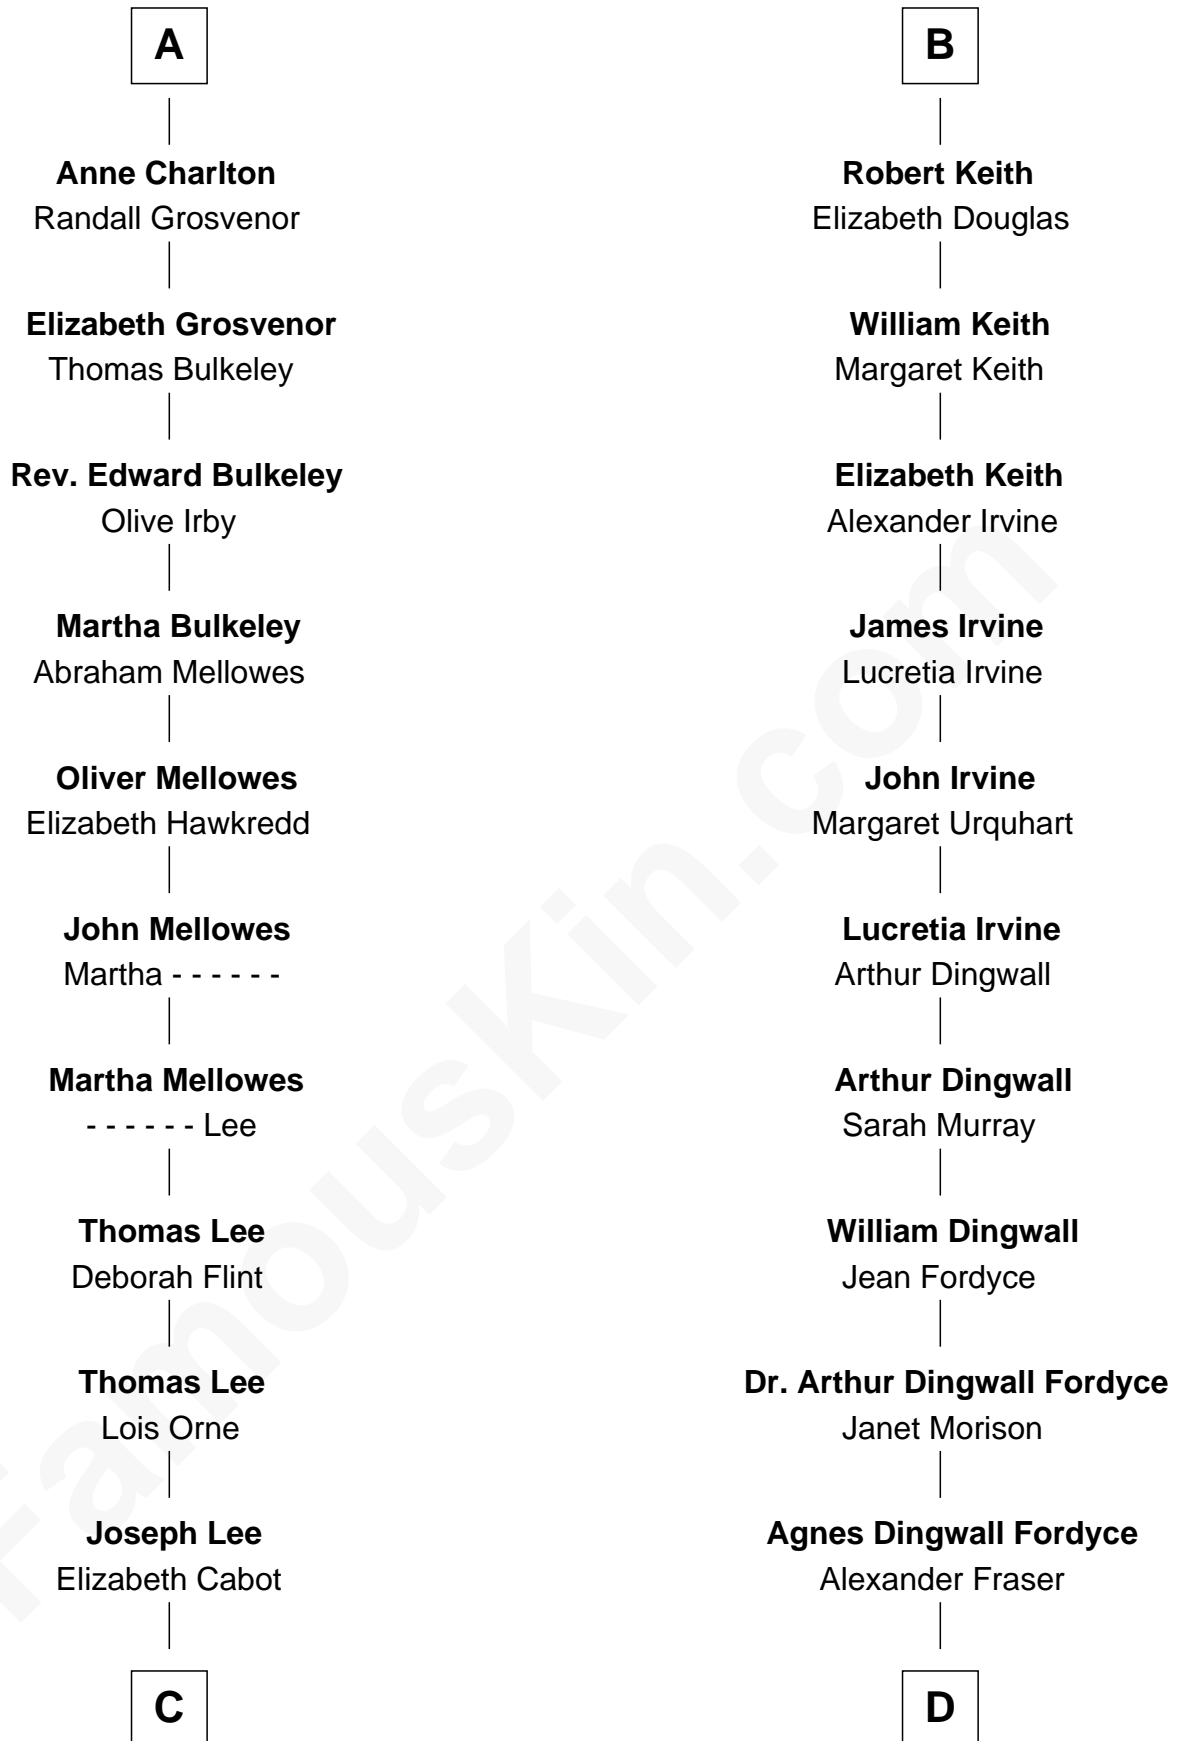 A
Anne Charlton
Randall Grosvenor
Elizabeth Grosvenor
Thomas Bulkeley
Rev. Edward Bulkeley
Olive Irby
Martha Bulkeley
Abraham Mellowes
Oliver Mellowes
Elizabeth Hawkredd
John Mellowes
Martha - - - - - -
Martha Mellowes
- - - - - - Lee
Thomas Lee
Deborah Flint
Thomas Lee
Lois Orne
Joseph Lee
Elizabeth Cabot
C
B
Robert Keith
Elizabeth Douglas
William Keith
Margaret Keith
Elizabeth Keith
Alexander Irvine
James Irvine
Lucretia Irvine
John Irvine
Margaret Urquhart
Lucretia Irvine
Arthur Dingwall
Arthur Dingwall
Sarah Murray
William Dingwall
Jean Fordyce
Dr. Arthur Dingwall Fordyce
Janet Morison
Agnes Dingwall Fordyce
Alexander Fraser
D
FamousKin.com